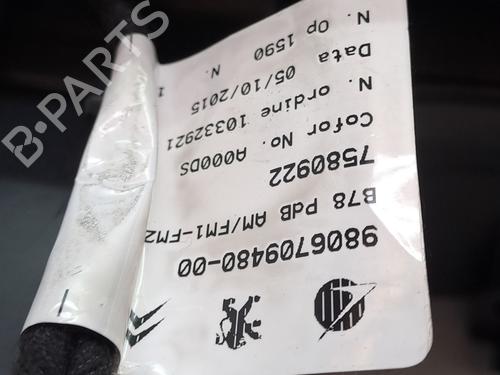 9806709480-00
B78 PdB AM/FM1-FM2
7580922
Cofor No. A000DS
N. ordine 10332921
Data 05/10/2015
N. Op 1590 N.
B-PARTS